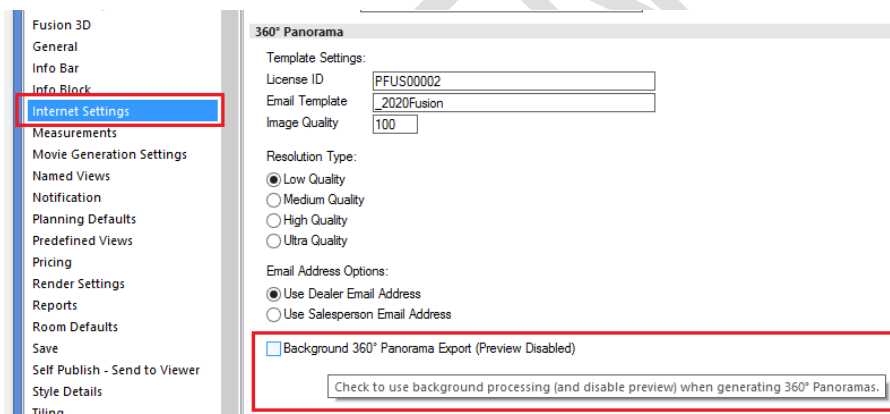 Fusion 3D
General
Info Bar
Info Block
Internet Settings
Measurements
Movie Generation Settings
Named Views
Notification
Planning Defaults
Predefined Views
Pricing
Render Settings
Reports
Room Defaults
Save
Self Publish - Send to Viewer
Style Details
Tiling
360° Panorama
Template Settings:
License ID PFUS00002
Email Template _2020Fusion
Image Quality 100
Resolution Type:
Low Quality
Medium Quality
High Quality
Ultra Quality
Email Address Options:
Use Dealer Email Address
Use Salesperson Email Address
Background 360° Panorama Export (Preview Disabled)
Check to use background processing (and disable preview) when generating 360° Panoramas.